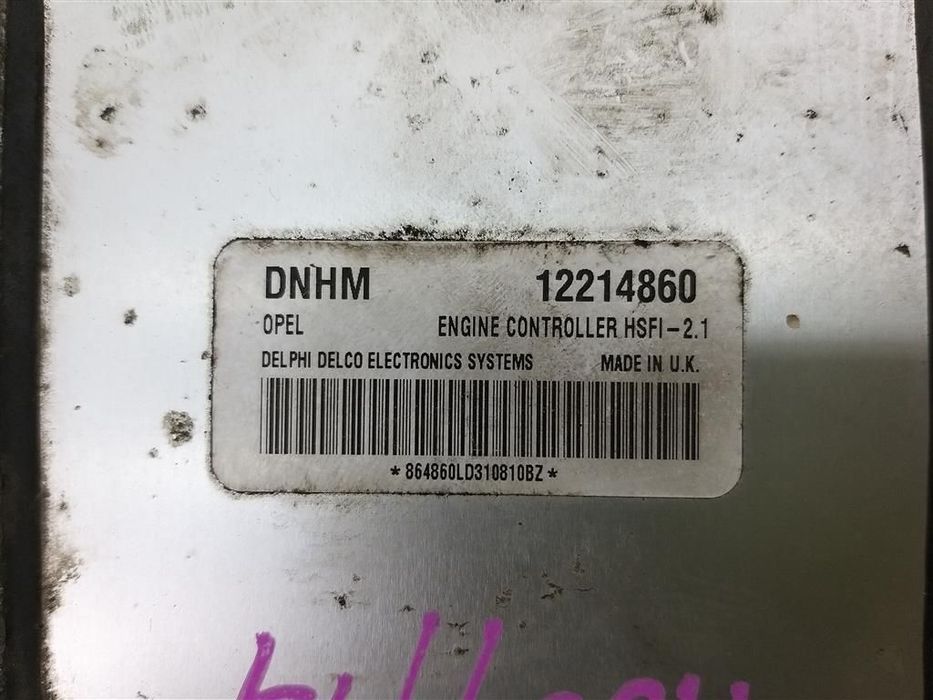 DNHM 12214860
OPEL ENGINE CONTROLLER HSFI-2.1
DELPHI DELCO ELECTRONICS SYSTEMS MADE IN U.K.
*864860LD310810BZ*